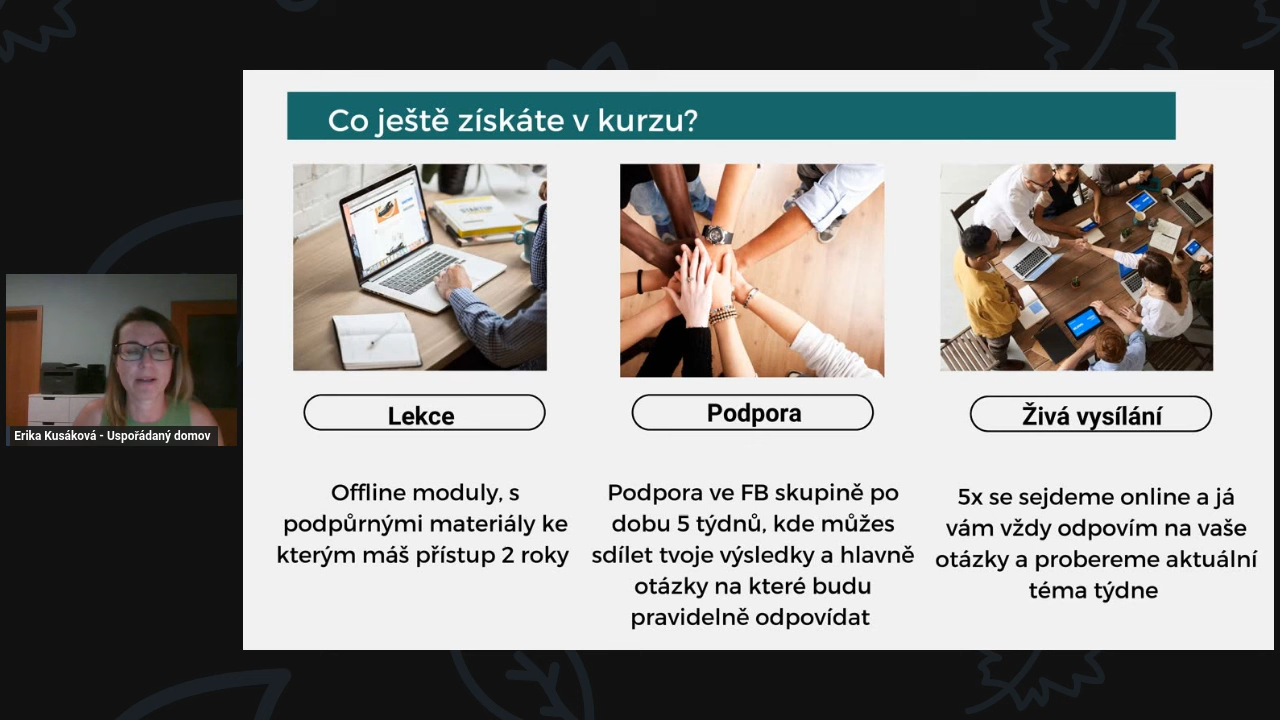 Co ještě získáte v kurzu?
STARTUP
Lekce
Podpora
Živá vysílání
Offline moduly, s
podpůrnými materiály ke
kterým máš přístup 2 roky
Podpora ve FB skupině po
dobu 5 týdnů, kde můžes
sdílet tvoje výsledky a hlavně
otázky na které budu
pravidelně odpovídat
5x se sejdeme online a já
vám vždy odpovím na vaše
otázky a probereme aktuální
téma týdne
Erika Kusáková - Uspořádaný domov